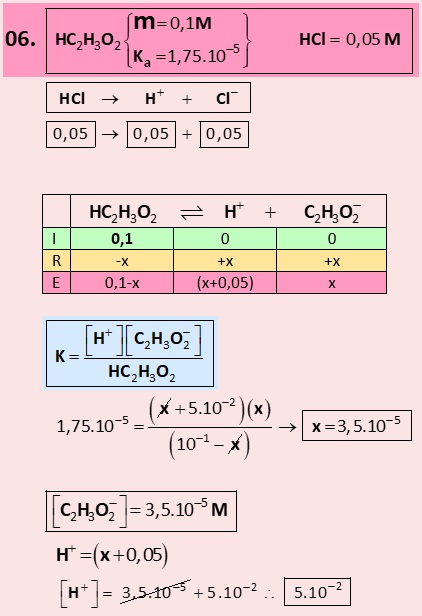 06. HC₂H₃O₂ { m = 0,1M HCl = 0,05 M
Kₐ = 1,75.10⁻⁵ }
HCl → H⁺ + Cl⁻
0,05 → 0,05 + 0,05
HC₂H₃O₂ ⇌ H⁺ + C₂H₃O₂⁻
I 0,1 0 0
R -x +x +x
E 0,1-x (x+0,05) x
K = [H⁺][C₂H₃O₂⁻] / HC₂H₃O₂
1,75.10⁻⁵ = (x + 5.10⁻²)(x) / (10⁻¹ − x) → x = 3,5.10⁻⁵
[C₂H₃O₂⁻] = 3,5.10⁻⁵ M
H⁺ = (x + 0,05)
[H⁺] = 3,5.10⁻⁵ + 5.10⁻² ∴ 5.10⁻²